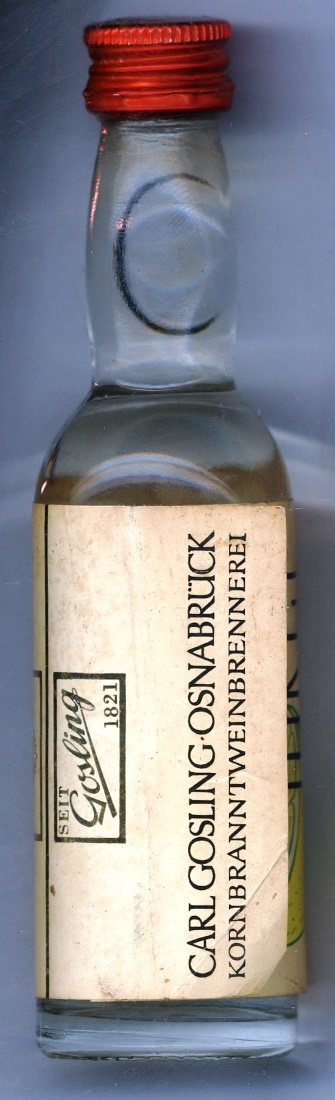 SEIT
Gosling
1821
CARL GOSLING·OSNABRÜCK
KORNBRANNTWEINBRENNEREI